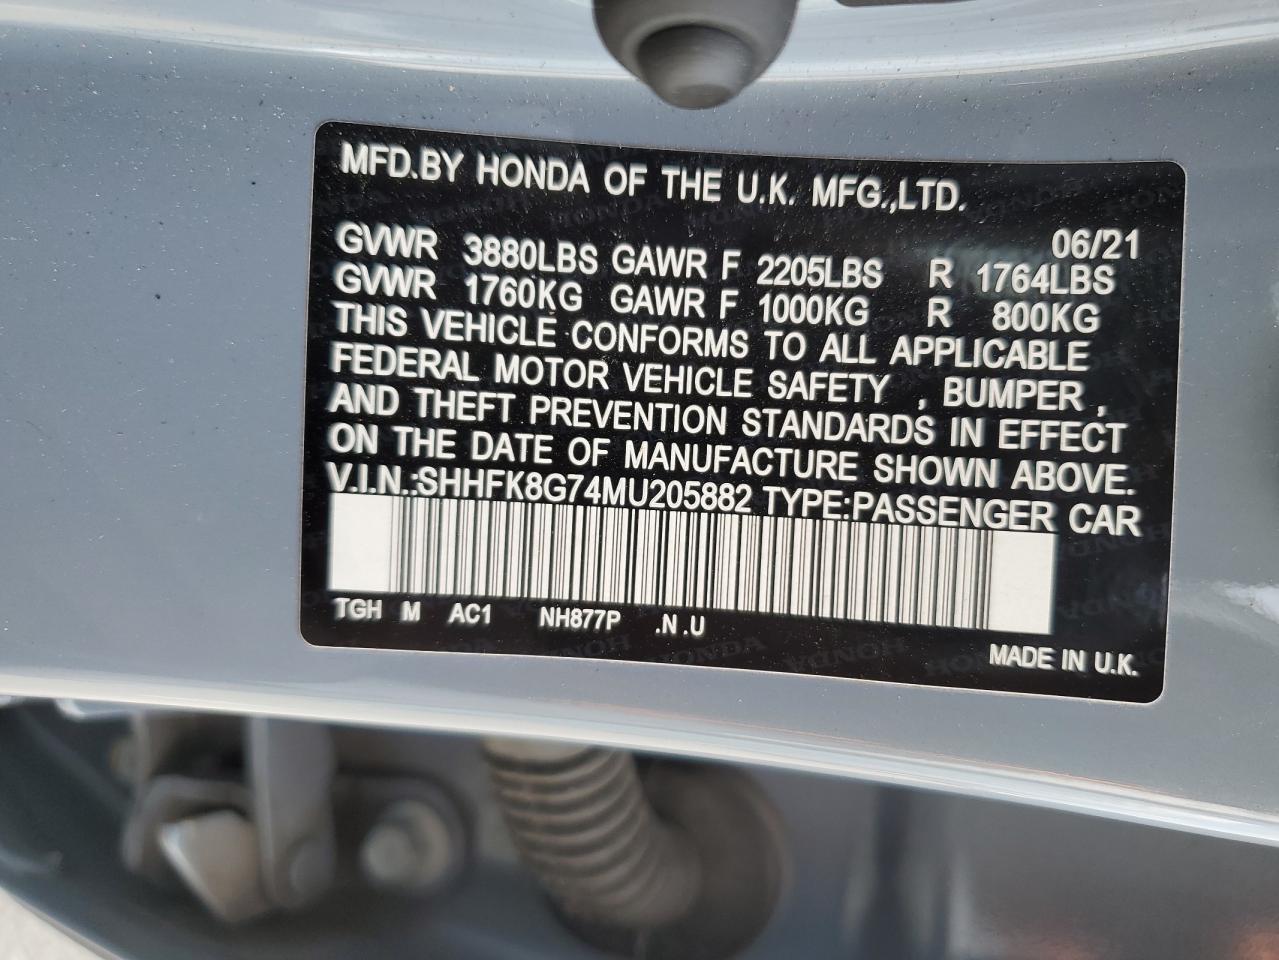 MFD.BY HONDA OF THE U.K. MFG.,LTD.
06/21
GVWR 3880LBS GAWR F 2205LBS R 1764LBS
GVWR 1760KG GAWR F 1000KG R 800KG
THIS VEHICLE CONFORMS TO ALL APPLICABLE
FEDERAL MOTOR VEHICLE SAFETY , BUMPER ,
AND THEFT PREVENTION STANDARDS IN EFFECT
ON THE DATE OF MANUFACTURE SHOWN ABOVE.
V.I.N.:SHHFK8G74MU205882 TYPE:PASSENGER CAR
TGH M AC1 NH877P .N .U
MADE IN U.K.